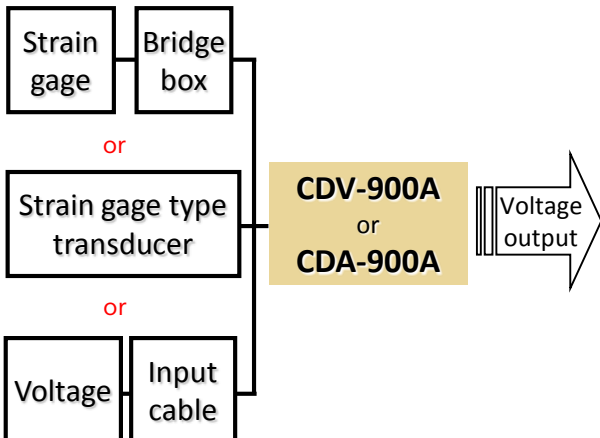 Strain
gage
Bridge
box
or
Strain gage type
transducer
or
Voltage
Input
cable
CDV-900A
or
CDA-900A
Voltage
output